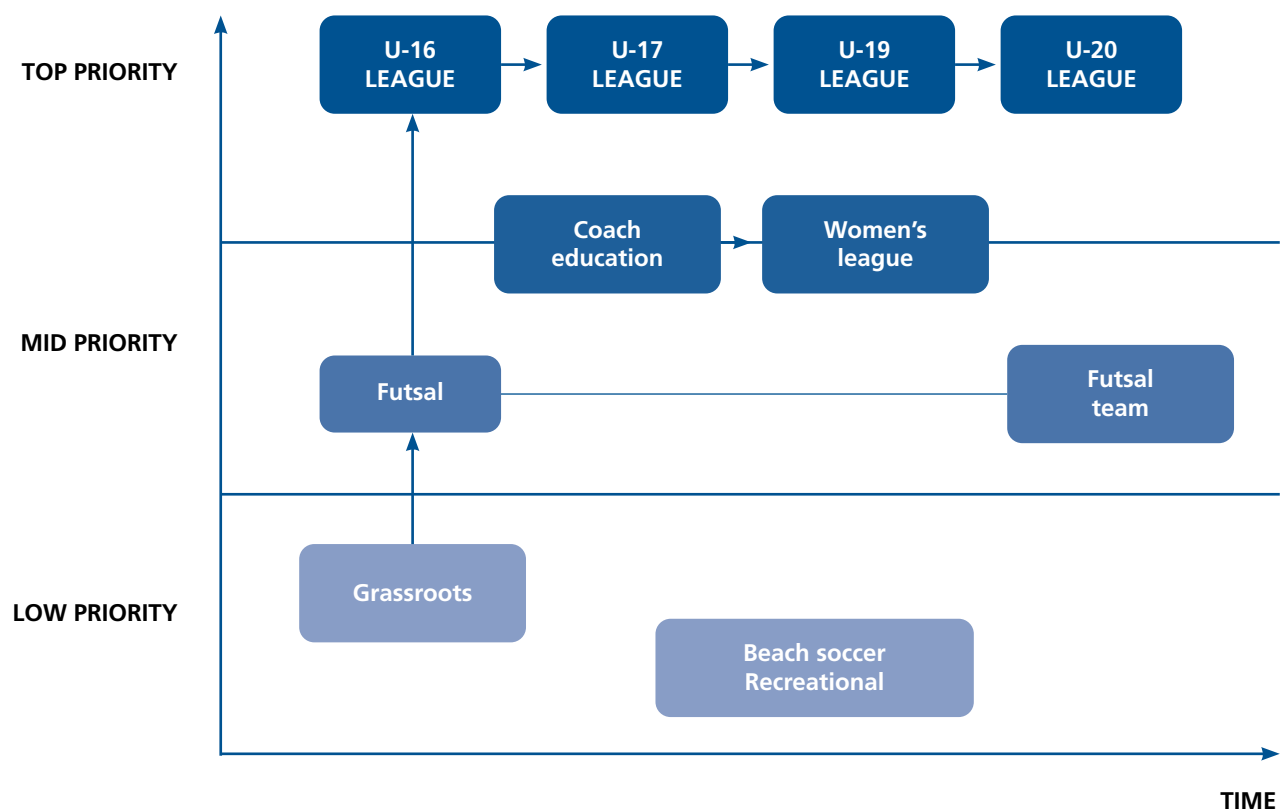 TOP PRIORITY
U-16
LEAGUE
U-17
LEAGUE
U-19
LEAGUE
U-20
LEAGUE
Coach
education
Women’s
league
MID PRIORITY
Futsal
Futsal
team
LOW PRIORITY
Grassroots
Beach soccer
Recreational
TIME